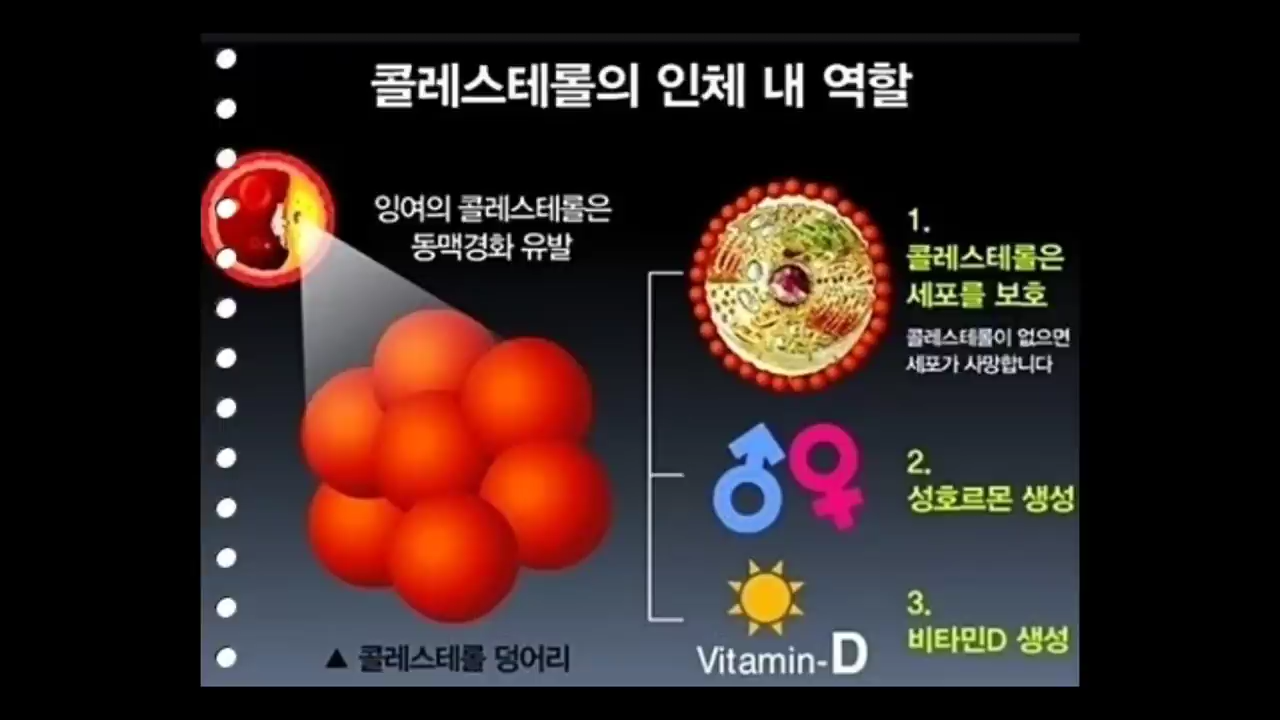 콜레스테롤의 인체 내 역할
잉여의 콜레스테롤은
동맥경화 유발
▲ 콜레스테롤 덩어리
1.
콜레스테롤은
세포를 보호
콜레스테롤이 없으면
세포가 사망합니다
2.
성호르몬 생성
3.
비타민D 생성
Vitamin-D